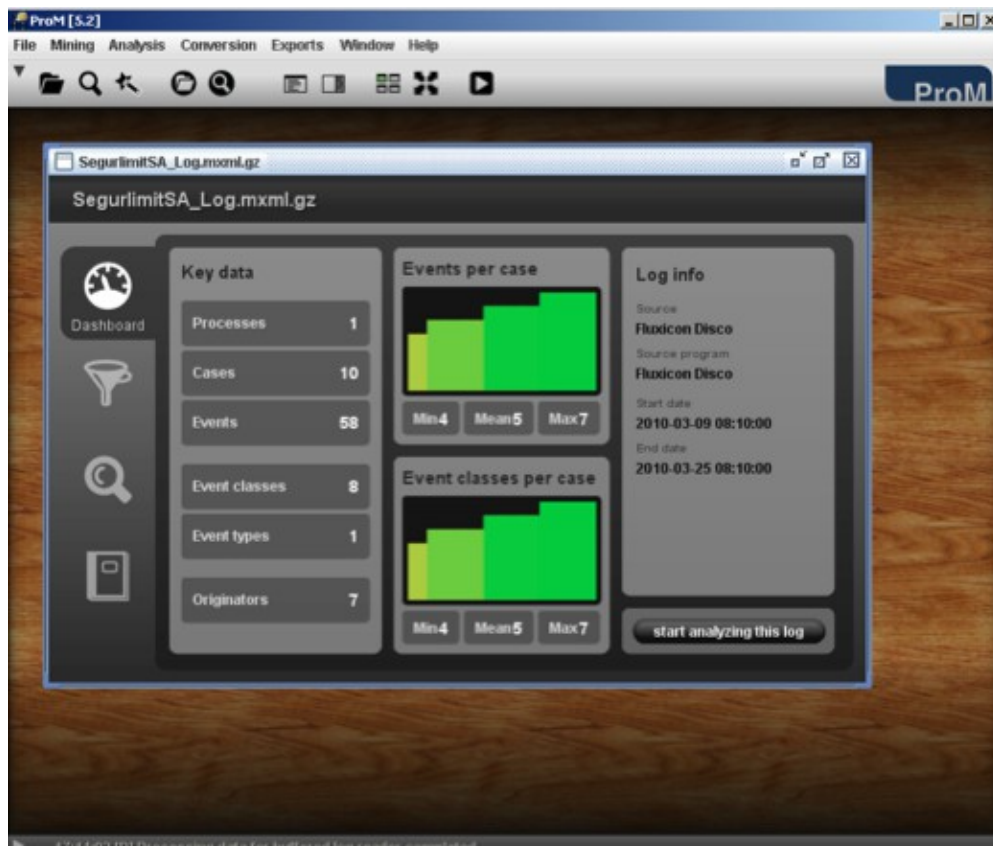 ProM [5.2]
File Mining Analysis Conversion Exports Window Help
ProM
SegurlimitSA_Log.mxml.gz
SegurlimitSA_Log.mxml.gz
Dashboard
Key data
Processes 1
Cases 10
Events 58
Event classes 8
Event types 1
Originators 7
Events per case
Min4 Mean5 Max7
Event classes per case
Min4 Mean5 Max7
Log info
Source
Fluxicon Disco
Source program
Fluxicon Disco
Start date
2010-03-09 08:10:00
End date
2010-03-25 08:10:00
start analyzing this log